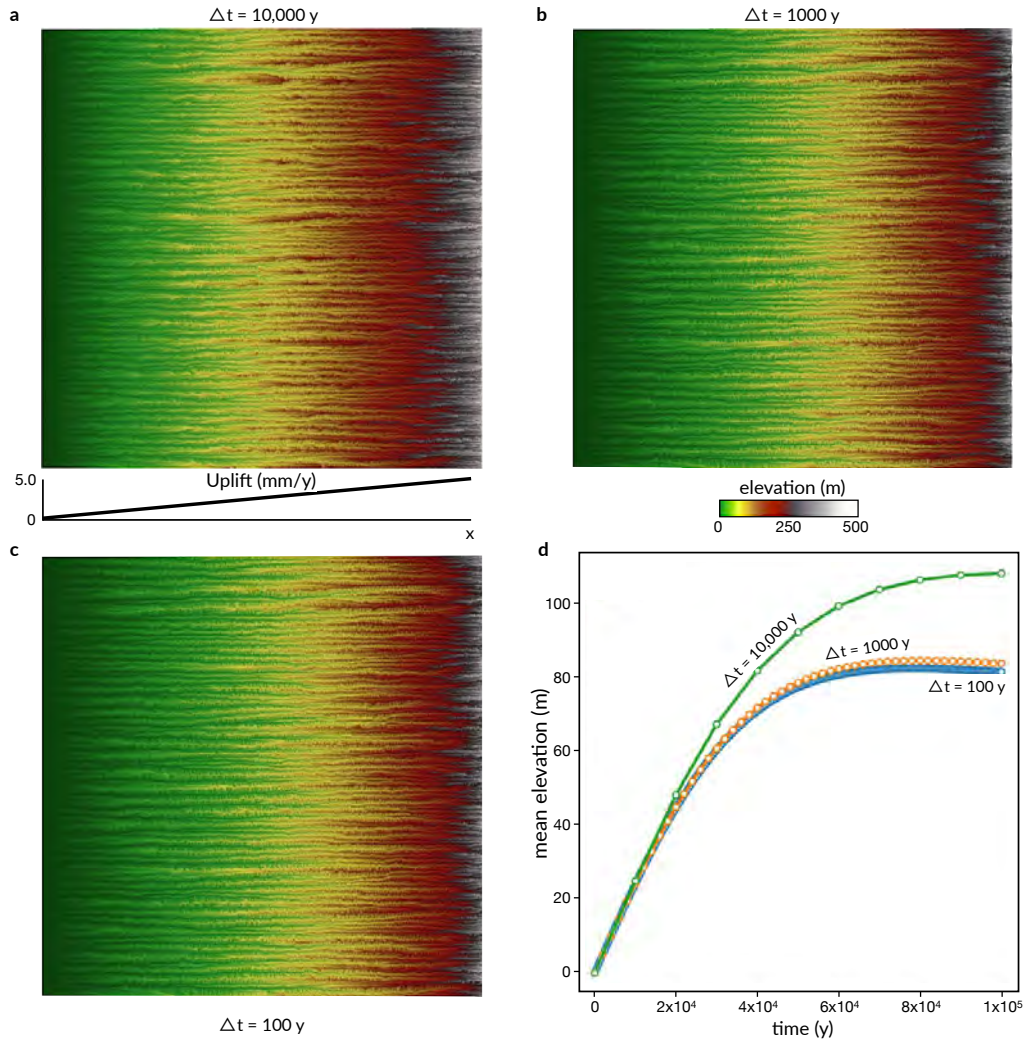 a
△t = 10,000 y
b
△t = 1000 y
Uplift (mm/y)
5.0
0
x
elevation (m)
0 250 500
c
△t = 100 y
d
mean elevation (m)
100
80
60
40
20
0
△t = 10,000 y
△t = 1000 y
△t = 100 y
0 2x10⁴ 4x10⁴ 6x10⁴ 8x10⁴ 1x10⁵
time (y)